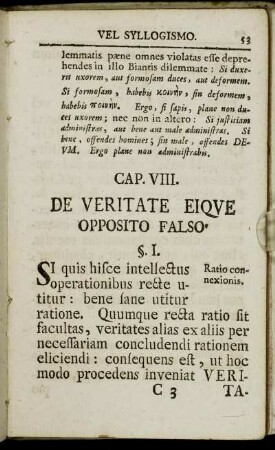 VEL SYLLOGISMO. 53
lemmatis pæne omnes violatas esse depre-
hendes in illo Biantis dilemmate: Si duxe-
ris uxorem, aut formosam duces, aut deformem.
Si formosam, habebis κοινὴν, sin deformem,
habebis ποινην. Ergo, si sapis, plane non du-
ces uxorem; nec non in altero: Si justitiam
administras, aut bene aut male administras. Si
bene, offendes homines; sin male, offendes DE-
VM. Ergo plane non administrabis.
CAP. VIII.
DE VERITATE EIQVE
OPPOSITO FALSO.
§. I.
SI quis hisce intellectus
operationibus recte u-
titur: bene sane utitur
Ratio con-
nexionis.
ratione. Quumque recta ratio sit
facultas, veritates alias ex aliis per
necessariam concludendi rationem
eliciendi: consequens est, ut hoc
modo procedens inveniat VERI-
C 3 TA-